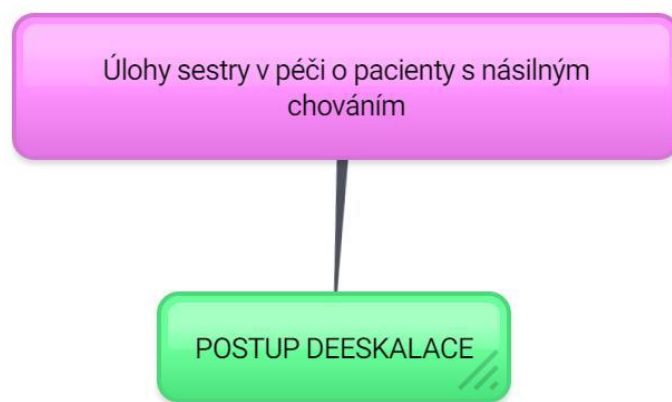 Úlohy sestry v péči o pacienty s násilným
chováním
POSTUP DEESKALACE